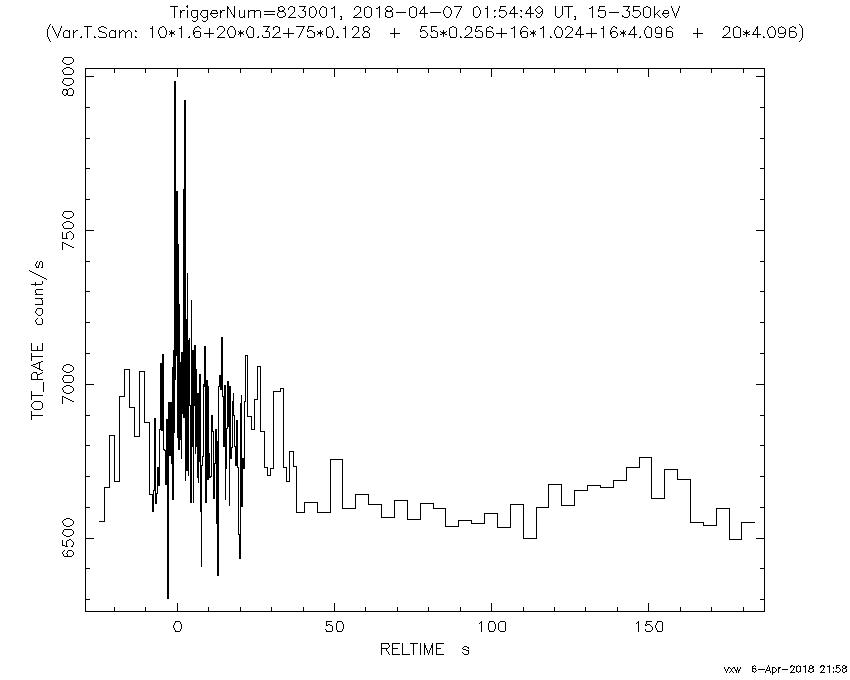 TriggerNum=823001, 2018-04-07 01:54:49 UT, 15-350keV
(Var.T.Sam: 10*1.6+20*0.32+75*0.128 + 55*0.256+16*1.024+16*4.096 + 20*4.096)
8000
7500
7000
6500
TOT_RATE count/s
0 50 100 150
RELTIME s
vxw 6-Apr-2018 21:58